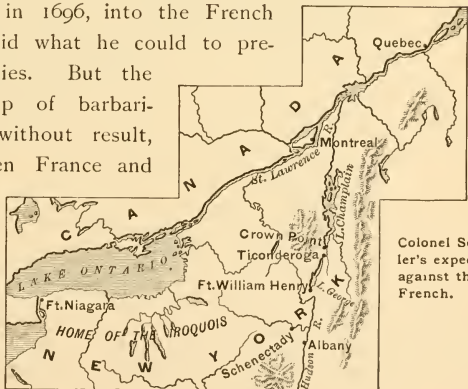 in 1696, into the French
id what he could to pre-
ies. But the
p of barbari-
without result,
en France and
Quebec
CANADA
Montreal
St. Lawrence R.
L. Champlain
Crown Point
Ticonderoga
LAKE ONTARIO.
Ft. William Henry
L. George
Ft. Niagara
HOME OF THE IROQUOIS
NEW YORK
Schenectady
Albany
Hudson R.
Colonel Sc
ler's expe
against th
French.